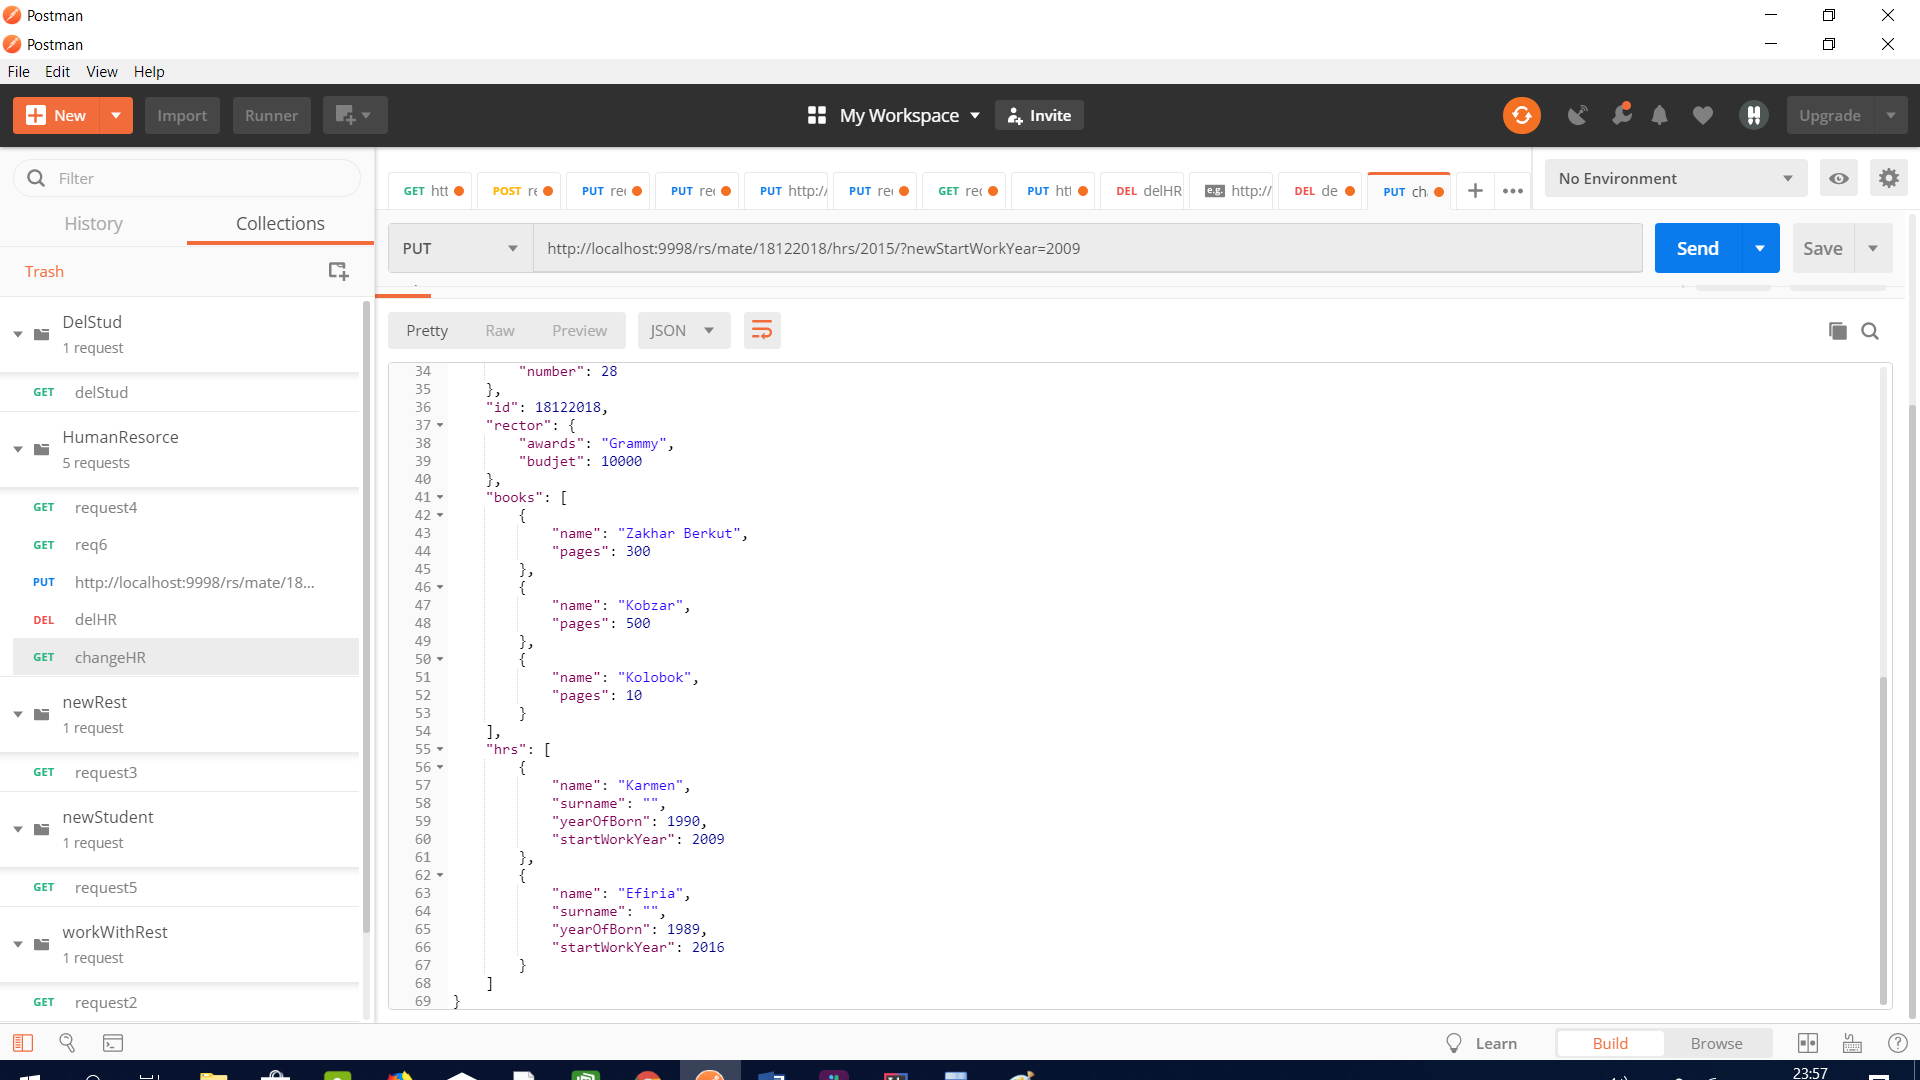 Postman
Postman
File Edit View Help
New Import Runner My Workspace Invite Upgrade
Filter
History Collections
Trash
DelStud
1 request
GET delStud
HumanResorce
5 requests
GET request4
GET req6
PUT http://localhost:9998/rs/mate/18...
DEL delHR
GET changeHR
newRest
1 request
GET request3
newStudent
1 request
GET request5
workWithRest
1 request
GET request2
GET htt POST re PUT rec PUT rec PUT http:/ PUT rec GET rec PUT htt DEL delHR e.g. http:// DEL de PUT ch + •••
No Environment
PUT http://localhost:9998/rs/mate/18122018/hrs/2015/?newStartWorkYear=2009 Send Save
Pretty Raw Preview JSON
34 "number": 28
35 },
36 "id": 18122018,
37 "rector": {
38 "awards": "Grammy",
39 "budjet": 10000
40 },
41 "books": [
42 {
43 "name": "Zakhar Berkut",
44 "pages": 300
45 },
46 {
47 "name": "Kobzar",
48 "pages": 500
49 },
50 {
51 "name": "Kolobok",
52 "pages": 10
53 }
54 ],
55 "hrs": [
56 {
57 "name": "Karmen",
58 "surname": "",
59 "yearOfBorn": 1990,
60 "startWorkYear": 2009
61 },
62 {
63 "name": "Efiria",
64 "surname": "",
65 "yearOfBorn": 1989,
66 "startWorkYear": 2016
67 }
68 ]
69 }
Learn Build Browse
23:57